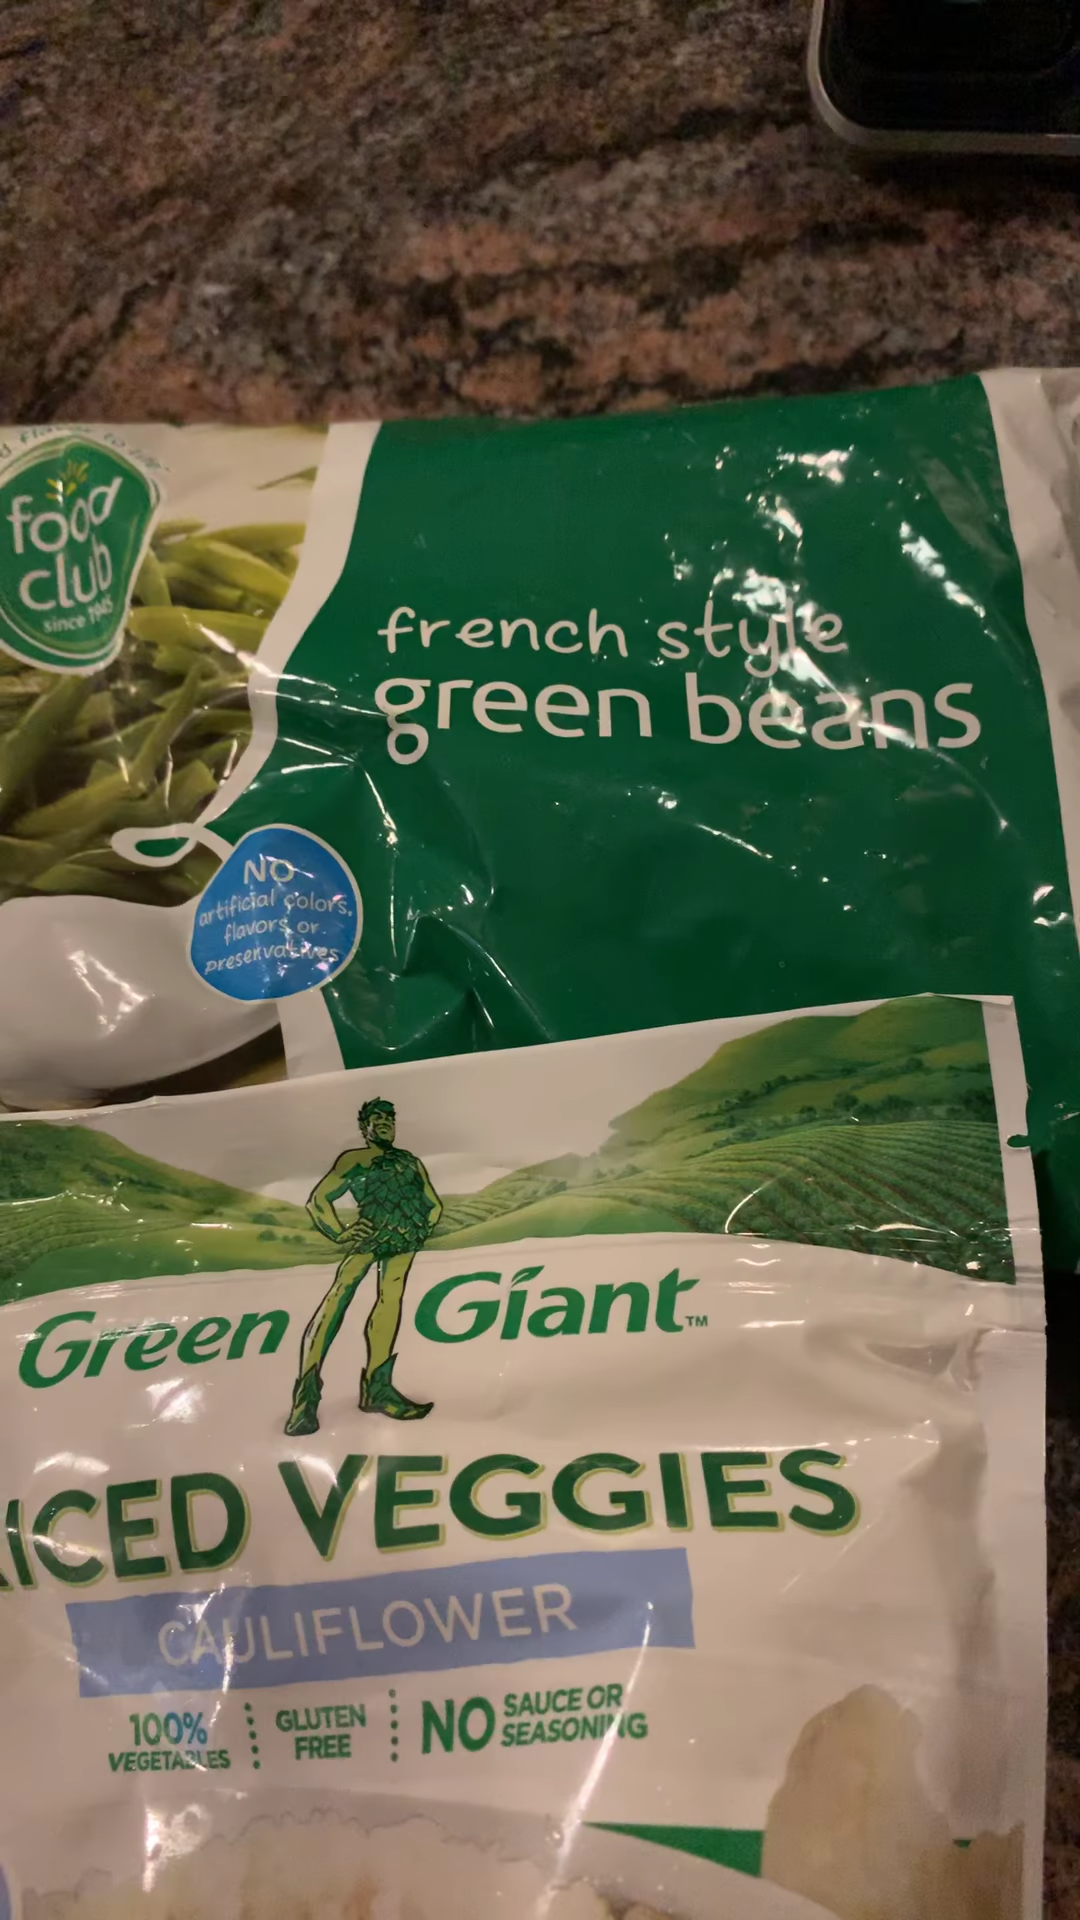 food
club
since 1945
french style
green beans
NO
artificial colors,
flavors, or
preservatives
Green Giant™
RICED VEGGIES
CAULIFLOWER
100%
VEGETABLES
GLUTEN
FREE
NO SAUCE OR
SEASONING